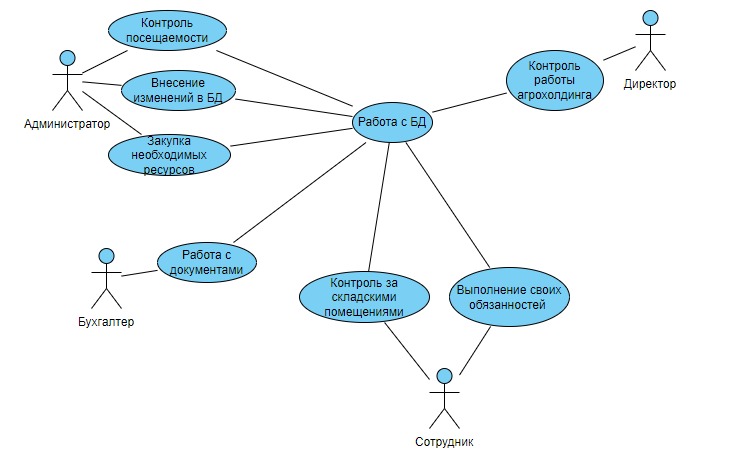 Контроль
посещаемости
Администратор
Внесение
изменений в БД
Закупка
необходимых
ресурсов
Работа с БД
Контроль
работы
агрохолдинга
Директор
Бухгалтер
Работа с
документами
Контроль за
складскими
помещениями
Выполнение своих
обязанностей
Сотрудник